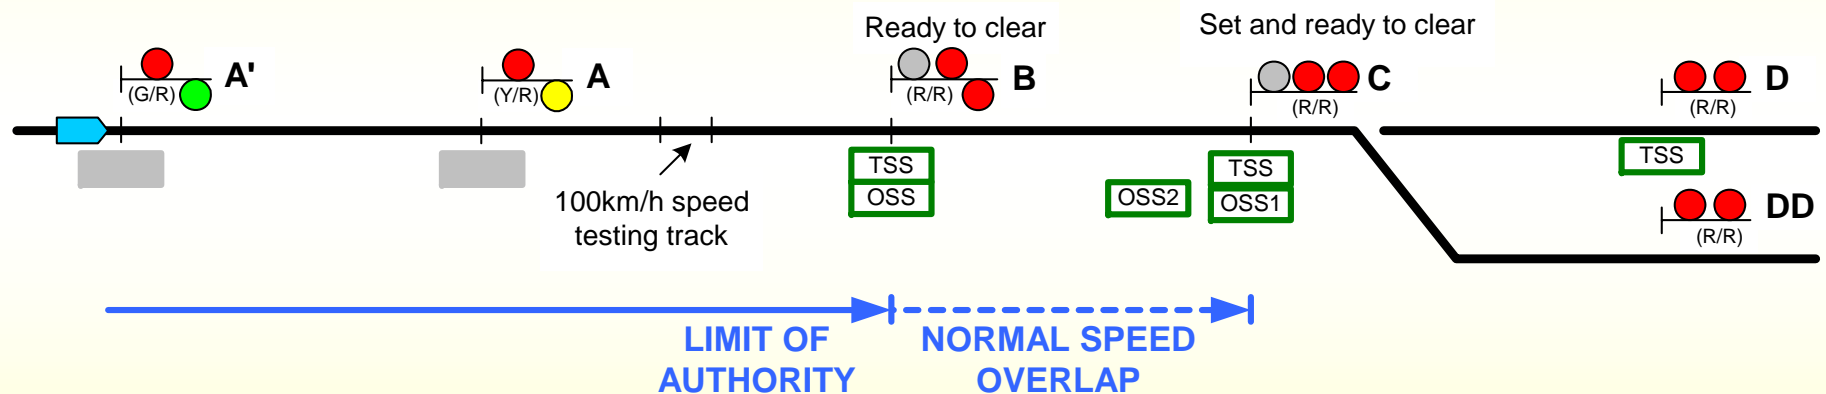 Ready to clear
Set and ready to clear
A'
(G/R)
A
(Y/R)
B
(R/R)
C
(R/R)
D
(R/R)
TSS
OSS
OSS2
TSS
OSS1
TSS
100km/h speed
testing track
DD
(R/R)
LIMIT OF
AUTHORITY
NORMAL SPEED
OVERLAP